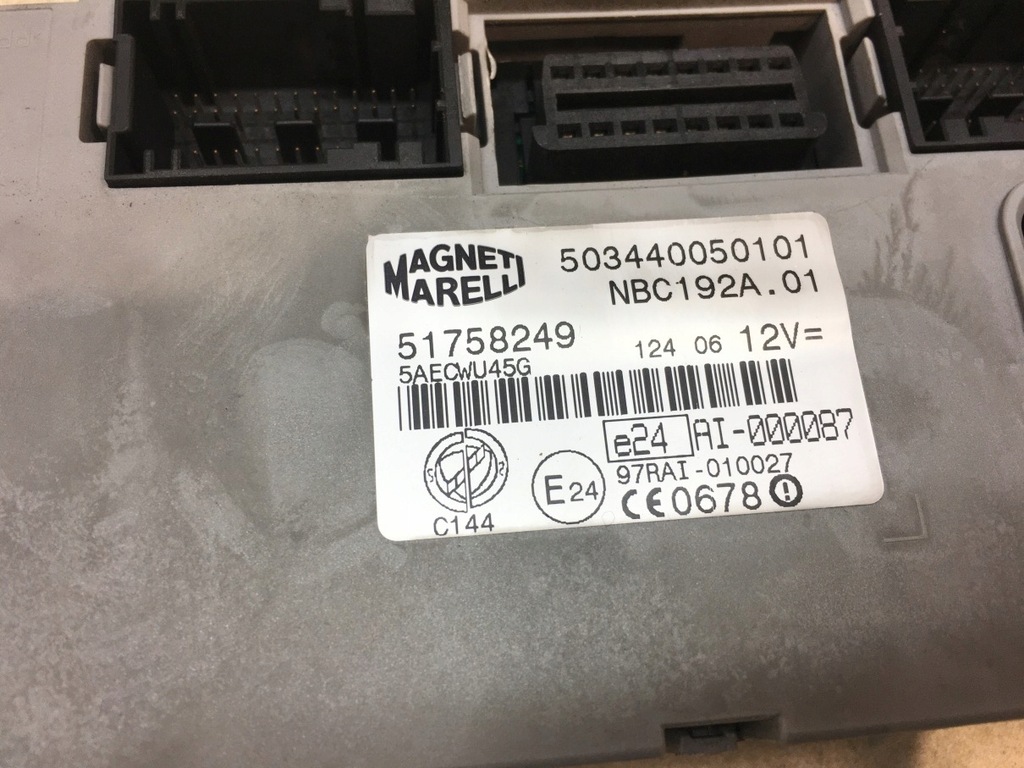 MAGNETI
MARELLI
503440050101
NBC192A.01
51758249
124 06 12V=
5AECWU45G
e24 AI-000087
97RAI-010027
E24
CE0678
C144